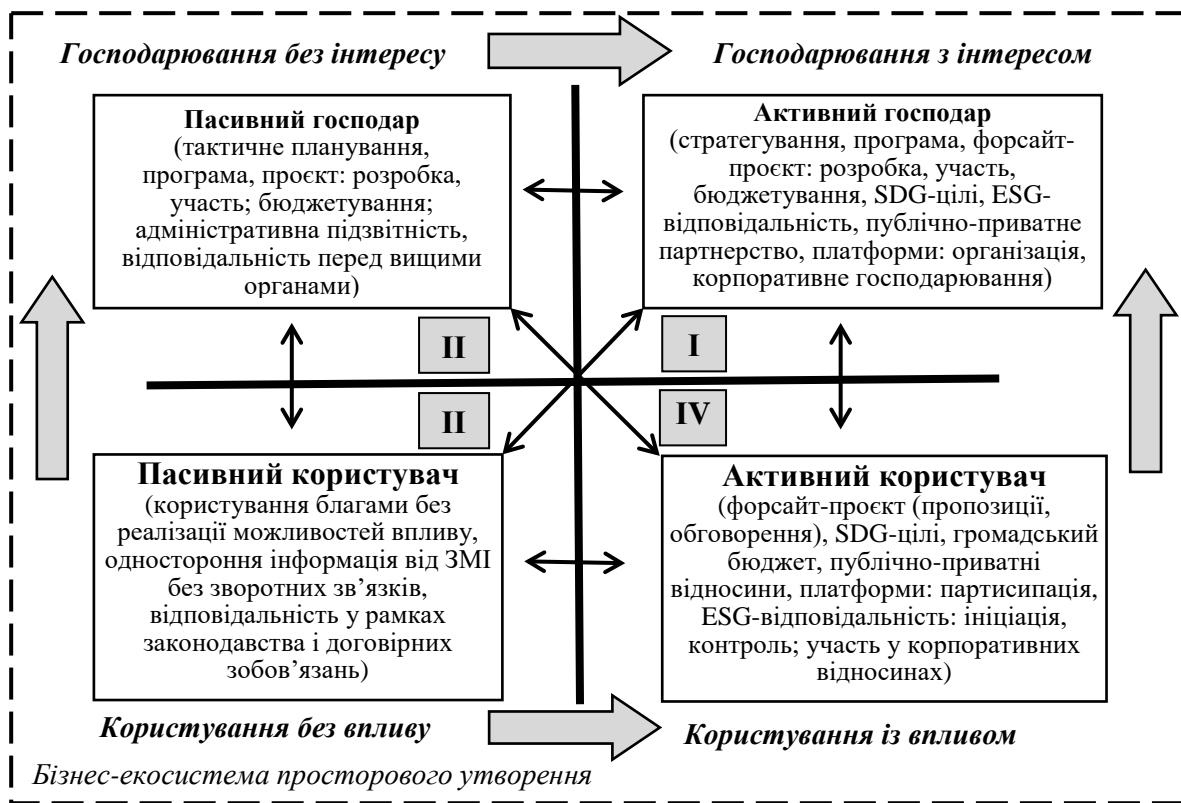 Господарювання без інтересу
Господарювання з інтересом
Пасивний господар
(тактичне планування,
програма, проєкт: розробка,
участь; бюджетування;
адміністративна підзвітність,
відповідальність перед вищими
органами)
Активний господар
(стратегування, програма, форсайт-
проєкт: розробка, участь,
бюджетування, SDG-цілі, ESG-
відповідальність, публічно-приватне
партнерство, платформи: організація,
корпоративне господарювання)
II
I
II
IV
Пасивний користувач
(користування благами без
реалізації можливостей впливу,
одностороння інформація від ЗМІ
без зворотних зв’язків,
відповідальність у рамках
законодавства і договірних
зобов’язань)
Активний користувач
(форсайт-проєкт (пропозиції,
обговорення), SDG-цілі, громадський
бюджет, публічно-приватні
відносини, платформи: партисипація,
ESG-відповідальність: ініціація,
контроль; участь у корпоративних
відносинах)
Користування без впливу
Користування із впливом
Бізнес-екосистема просторового утворення